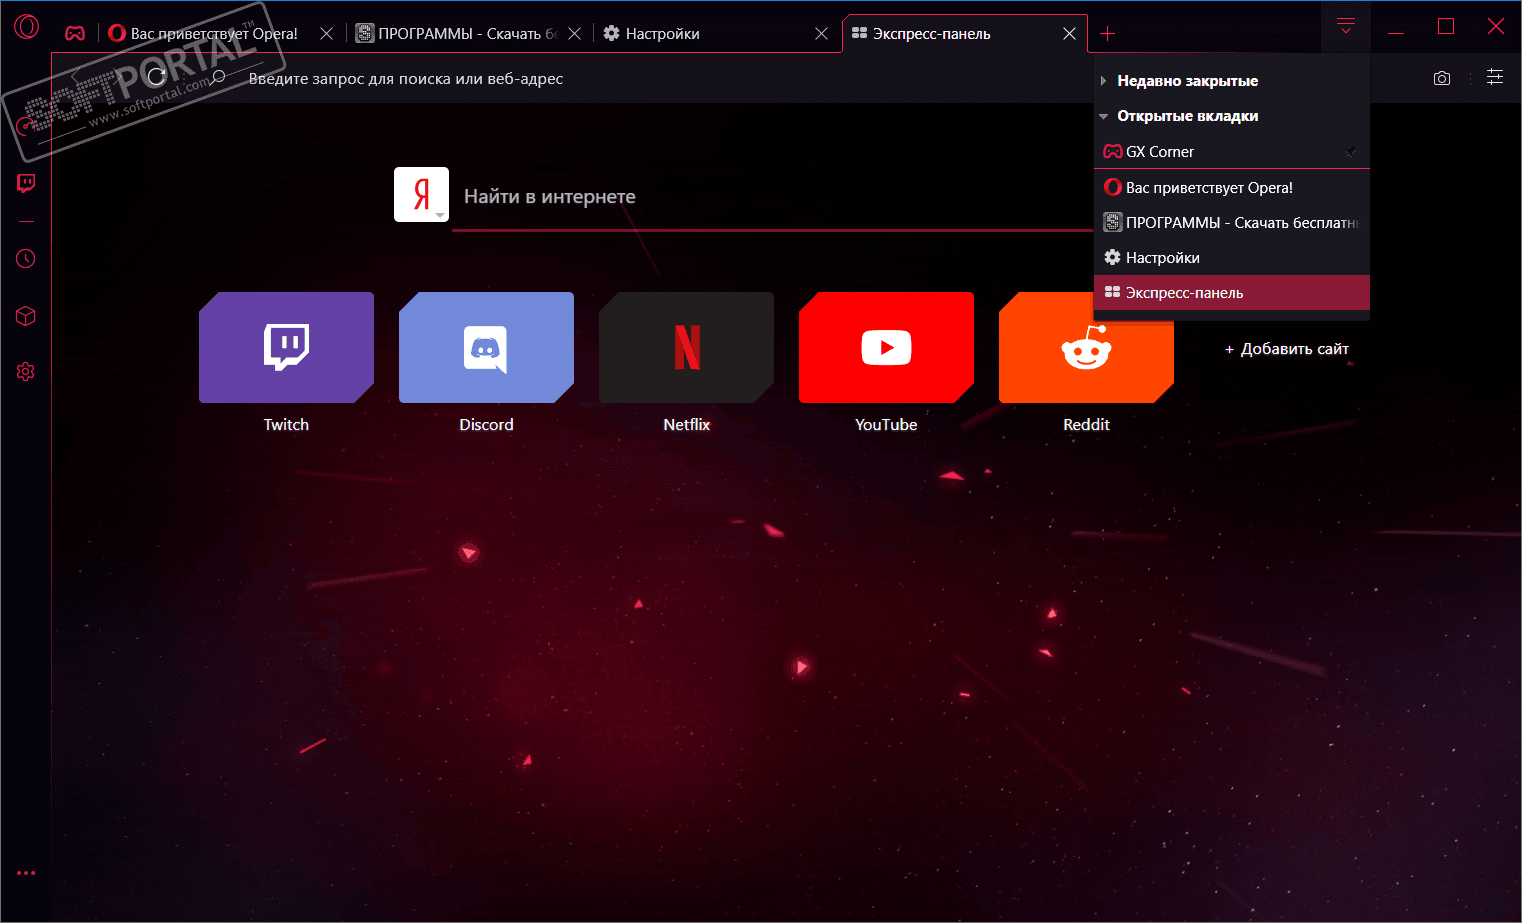 Вас приветствует Opera!
ПРОГРАММЫ - Скачать бе
Настройки
Экспресс-панель
SOFTPORTAL™
www.softportal.com
Введите запрос для поиска или веб-адрес
Недавно закрытые
Открытые вкладки
GX Corner
Вас приветствует Opera!
ПРОГРАММЫ - Скачать бесплатны
Настройки
Экспресс-панель
Я
Найти в интернете
+ Добавить сайт
Twitch
Discord
Netflix
YouTube
Reddit